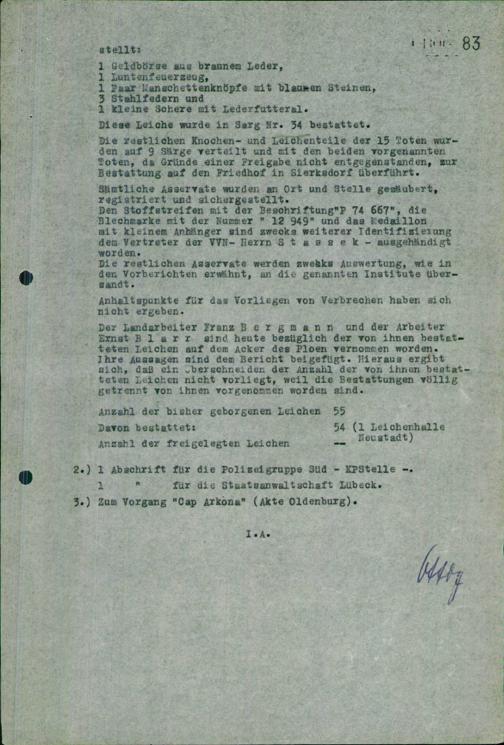 83
stellt:
1 Geldbörse aus braunem Leder,
1 Luntenfeuerzeug,
1 Paar Manschettenknöpfe mit blauen Steinen,
3 Stahlfedern und
1 kleine Schere mit Lederfutteral.
Diese Leiche wurde in Sarg Nr. 34 bestattet.
Die restlichen Knochen- und Leichenteile der 15 Toten wur-
den auf 9 Särge verteilt und mit den beiden vorgenannten
Toten, da Gründe einer Freigabe nicht entgegenstanden, zur
Bestattung auf den Friedhof in Sierksdorf überführt.
Sämtliche Asservate wurden an Ort und Stelle gesäubert,
registriert und sichergestellt.
Den Stoffstreifen mit der Beschriftung"P 74 667", die
Blechmarke mit der Nummer " 12 949" und das Medaillon
mit kleinem Anhänger sind zwecks weiterer Identifizierung
dem Vertreter der VVN- Herrn S t a s s e k - ausgehändigt
worden.
Die restlichen Asservate werden zwecks Auswertung, wie in
den Vorberichten erwähnt, an die genannten Institute über-
sandt.
Anhaltspunkte für das Vorliegen von Verbrechen haben sich
nicht ergeben.
Der Landarbeiter Franz B e r g m a n n und der Arbeiter
Ernst B l a r r sind heute bezüglich der von ihnen bestat-
teten Leichen auf dem Acker des Ploen vernommen worden.
Ihre Aussagen sind dem Bericht beigefügt. Hieraus ergibt
sich, daß ein Überschneiden der Anzahl der von ihnen bestat-
teten Leichen nicht vorliegt, weil die Bestattungen völlig
getrennt von ihnen vorgenommen worden sind.
Anzahl der bisher geborgenen Leichen 55
Davon bestattet: 54 (1 Leichenhalle
Neustadt)
Anzahl der freigelegten Leichen --
2.) 1 Abschrift für die Polizeigruppe Süd - KPStelle -.
1 " für die Staatsanwaltschaft Lübeck.
3.) Zum Vorgang "Cap Arkona" (Akte Oldenburg).
I.A.